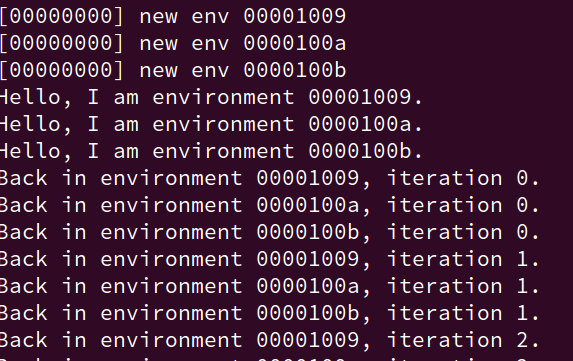 [00000000] new env 00001009
[00000000] new env 0000100a
[00000000] new env 0000100b
Hello, I am environment 00001009.
Hello, I am environment 0000100a.
Hello, I am environment 0000100b.
Back in environment 00001009, iteration 0.
Back in environment 0000100a, iteration 0.
Back in environment 0000100b, iteration 0.
Back in environment 00001009, iteration 1.
Back in environment 0000100a, iteration 1.
Back in environment 0000100b, iteration 1.
Back in environment 00001009, iteration 2.